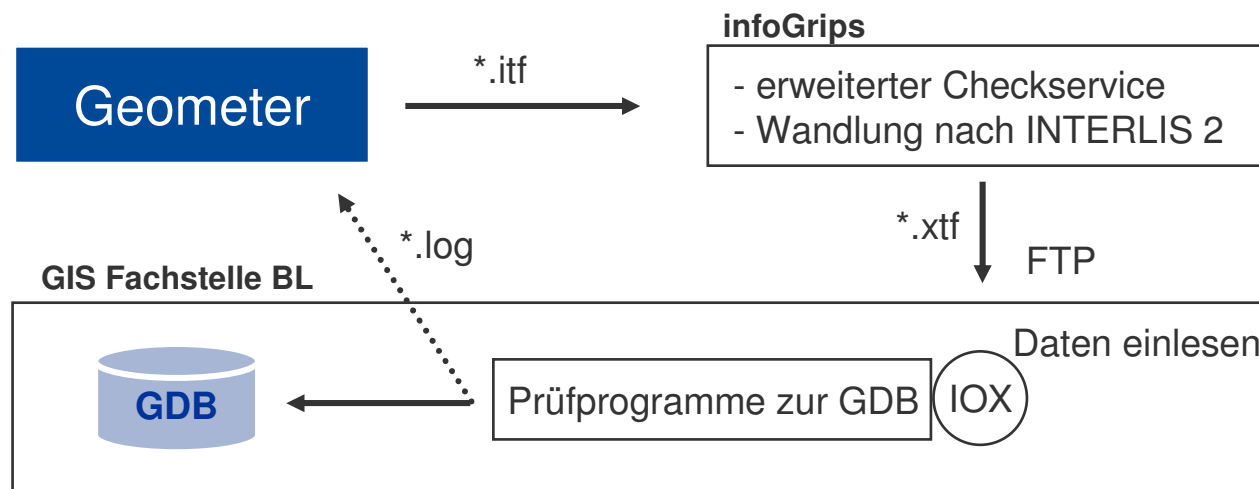 infoGrips
Geometer
*.itf
- erweiterter Checkservice
- Wandlung nach INTERLIS 2
*.xtf
FTP
*.log
GIS Fachstelle BL
Daten einlesen
GDB
Prüfprogramme zur GDB
IOX